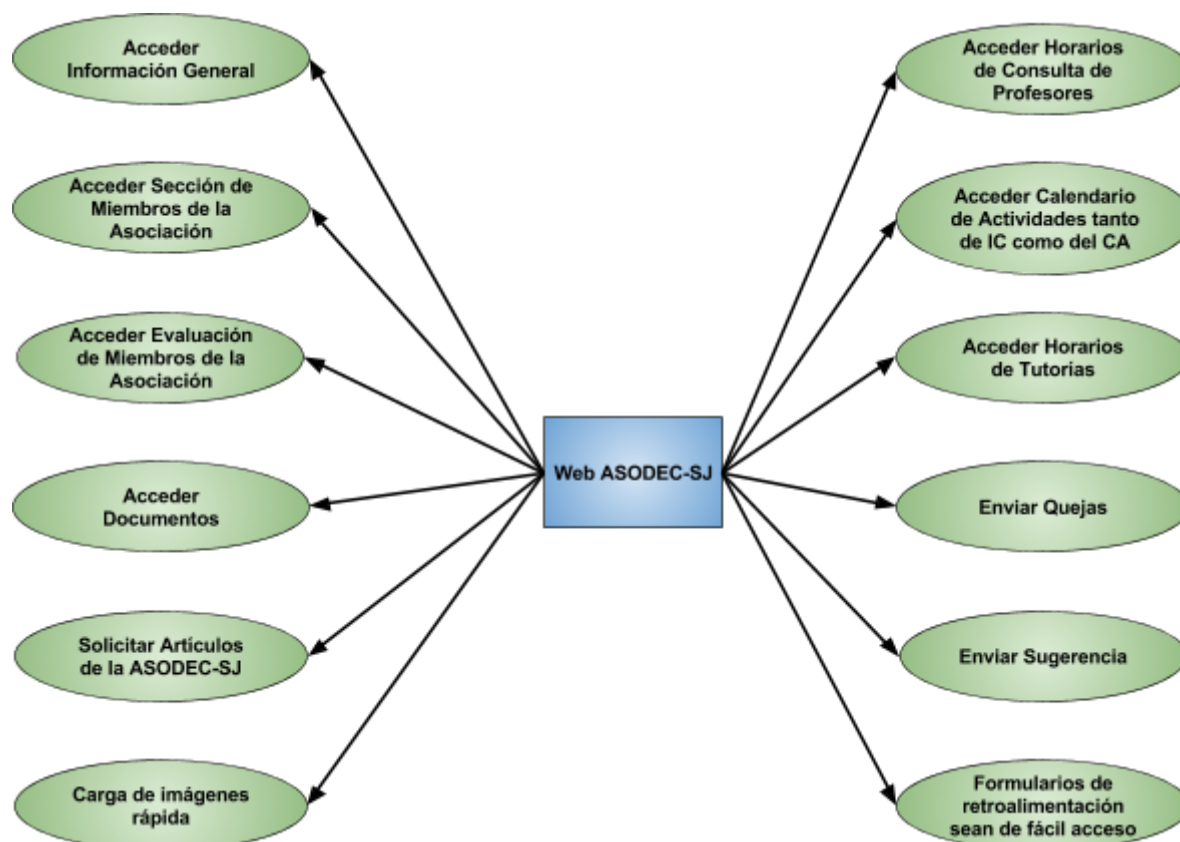 Acceder
Información General
Acceder Sección de
Miembros de la
Asociación
Acceder Evaluación
de Miembros de la
Asociación
Acceder
Documentos
Solicitar Artículos
de la ASODEC-SJ
Carga de imágenes
rápida
Web ASODEC-SJ
Acceder Horarios
de Consulta de
Profesores
Acceder Calendario
de Actividades tanto
de IC como del CA
Acceder Horarios
de Tutorias
Enviar Quejas
Enviar Sugerencia
Formularios de
retroalimentación
sean de fácil acceso